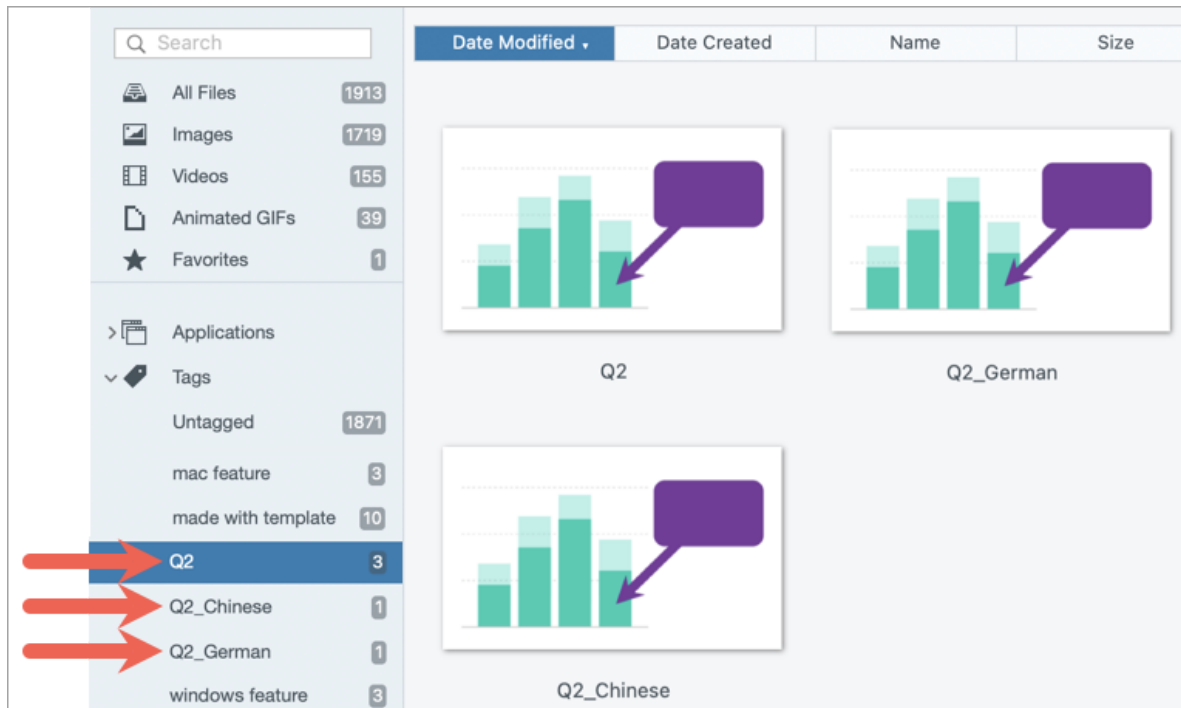 Search
All Files 1913
Images 1719
Videos 155
Animated GIFs 39
Favorites 1
Applications
Tags
Untagged 1871
mac feature 3
made with template 10
Q2 3
Q2_Chinese 1
Q2_German 1
windows feature 3
Date Modified Date Created Name Size
Q2 Q2_German
Q2_Chinese